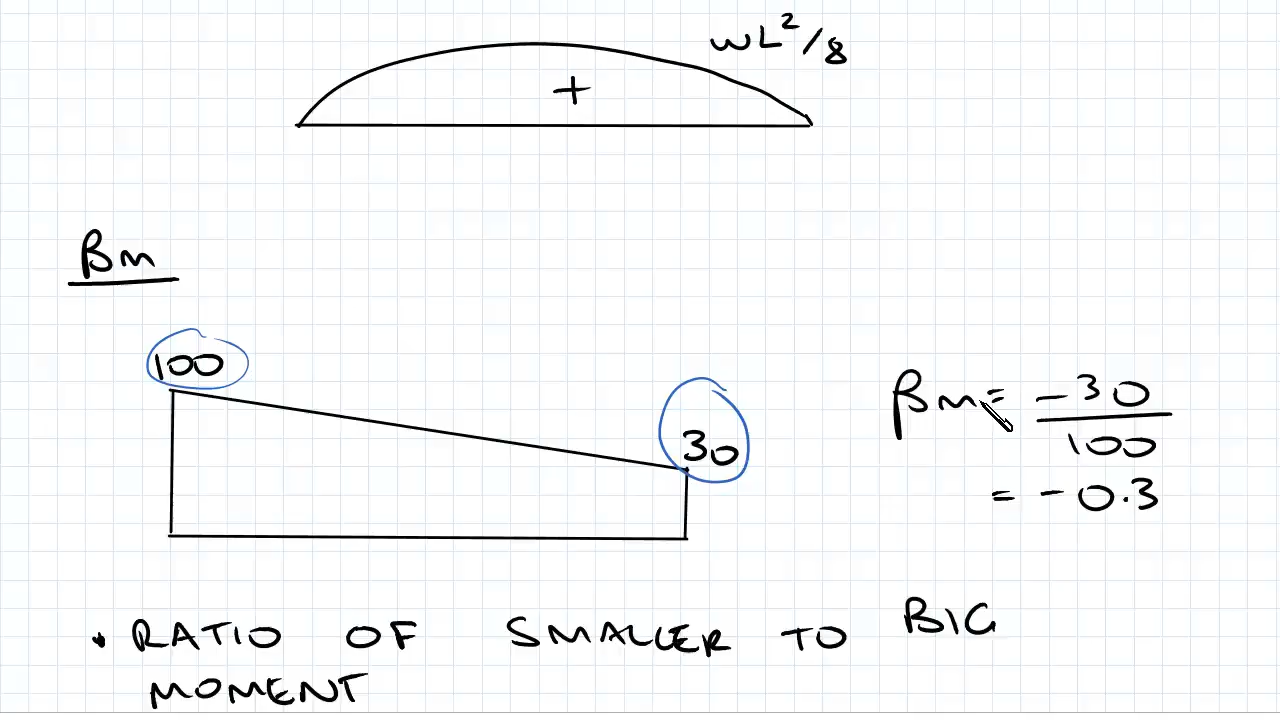 wL²/8
+
βm
100
30
βm = -30/100
= -0.3
• RATIO OF SMALLER TO BIG
MOMENT